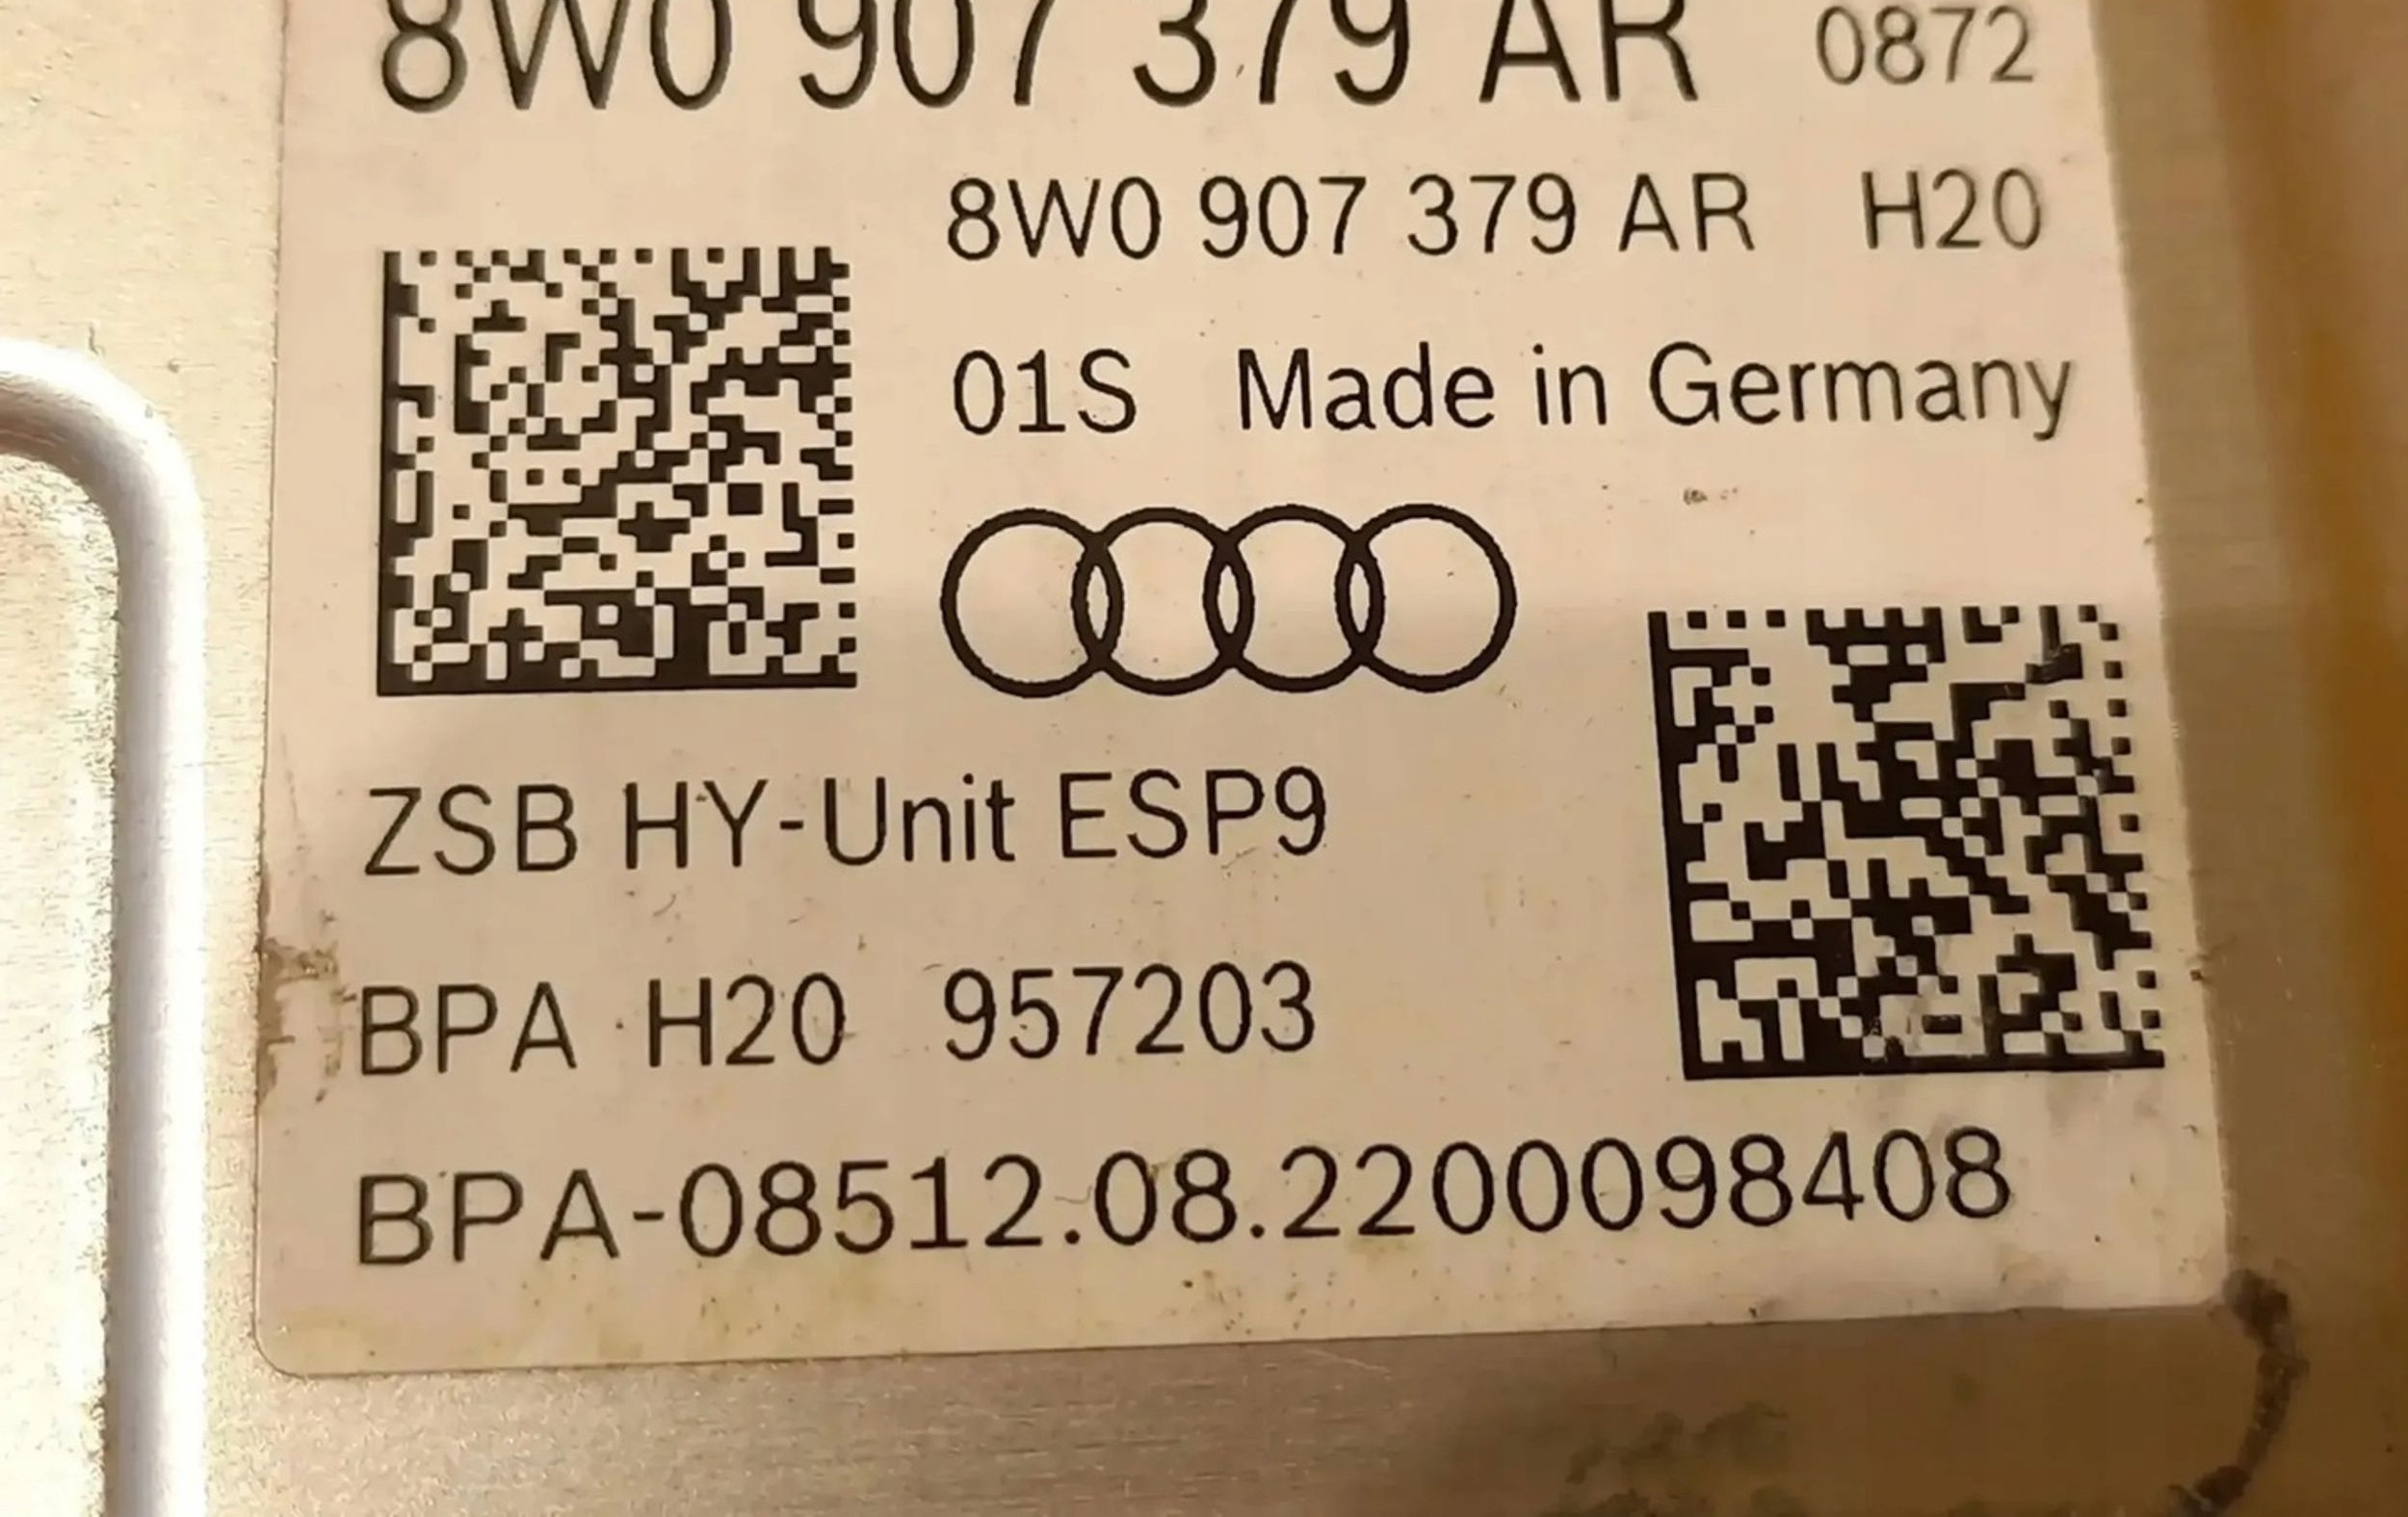 8W0 907 379 AR 0872
8W0 907 379 AR H20
01S Made in Germany
ZSB HY-Unit ESP9
BPA H20 957203
BPA-08512.08.2200098408